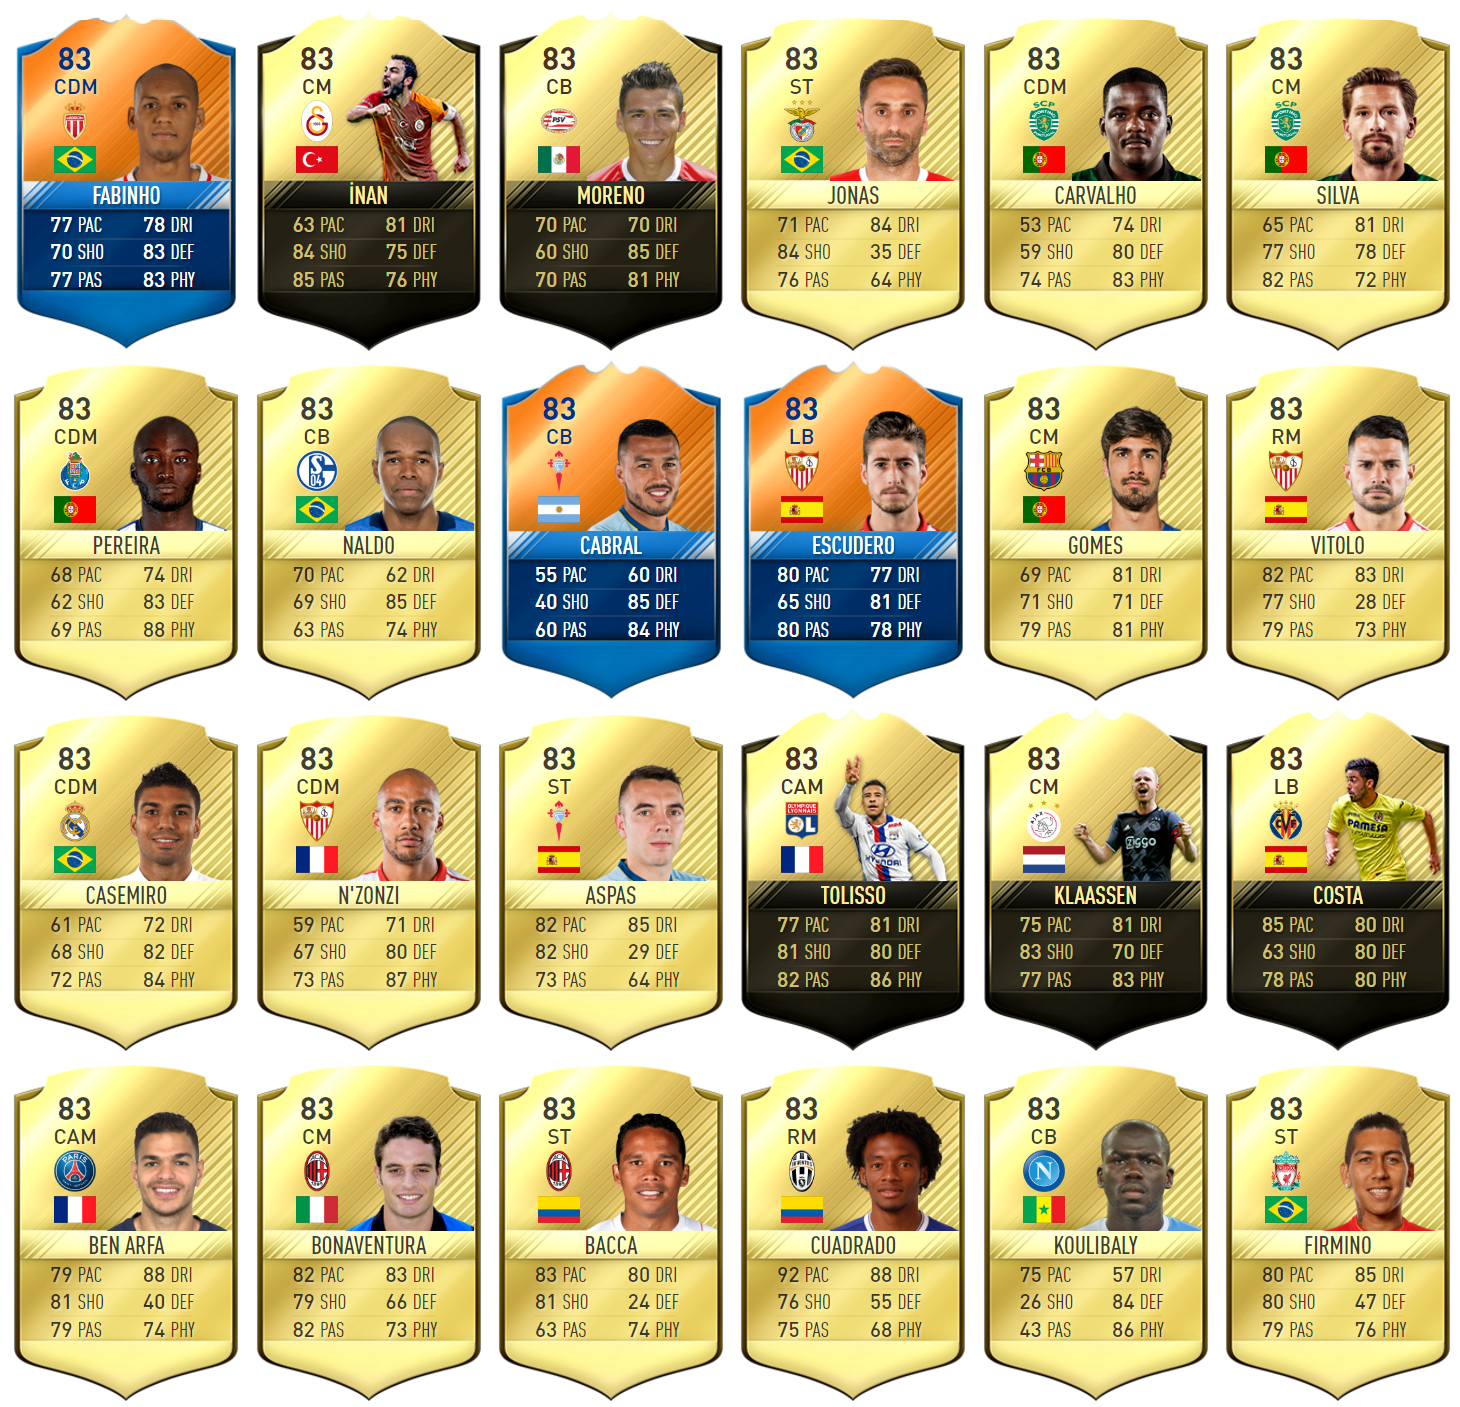 83
CDM
FABINHO
77 PAC 78 DRI
70 SHO 83 DEF
77 PAS 83 PHY
83
CM
İNAN
63 PAC 81 DRI
84 SHO 75 DEF
85 PAS 76 PHY
83
CB
PSV
MORENO
70 PAC 70 DRI
60 SHO 85 DEF
70 PAS 81 PHY
83
ST
JONAS
71 PAC 84 DRI
84 SHO 35 DEF
76 PAS 64 PHY
83
CDM
SCP
CARVALHO
53 PAC 74 DRI
59 SHO 80 DEF
74 PAS 83 PHY
83
CM
SCP
SILVA
65 PAC 81 DRI
77 SHO 78 DEF
82 PAS 72 PHY
83
CDM
PEREIRA
68 PAC 74 DRI
62 SHO 83 DEF
69 PAS 88 PHY
83
CB
S 04
NALDO
70 PAC 62 DRI
69 SHO 85 DEF
63 PAS 74 PHY
83
CB
CABRAL
55 PAC 60 DRI
40 SHO 85 DEF
60 PAS 84 PHY
83
LB
ESCUDERO
80 PAC 77 DRI
65 SHO 81 DEF
80 PAS 78 PHY
83
CM
FCB
GOMES
69 PAC 81 DRI
71 SHO 71 DEF
79 PAS 81 PHY
83
RM
VITOLO
82 PAC 83 DRI
77 SHO 28 DEF
79 PAS 73 PHY
83
CDM
CASEMIRO
61 PAC 72 DRI
68 SHO 82 DEF
72 PAS 84 PHY
83
CDM
N'ZONZI
59 PAC 71 DRI
67 SHO 80 DEF
73 PAS 87 PHY
83
ST
ASPAS
82 PAC 85 DRI
82 SHO 29 DEF
73 PAS 64 PHY
83
CAM
OLYMPIQUE
LYONNAIS
OL
HYUNDAI
TOLISSO
77 PAC 81 DRI
81 SHO 80 DEF
82 PAS 86 PHY
83
CM
AJAX
Ziggo
KLAASSEN
75 PAC 81 DRI
83 SHO 70 DEF
77 PAS 83 PHY
83
LB
PAMESA
COSTA
85 PAC 80 DRI
63 SHO 80 DEF
78 PAS 80 PHY
83
CAM
PARIS
BEN ARFA
79 PAC 88 DRI
81 SHO 40 DEF
79 PAS 74 PHY
83
CM
BONAVENTURA
82 PAC 83 DRI
79 SHO 66 DEF
82 PAS 73 PHY
83
ST
BACCA
83 PAC 80 DRI
81 SHO 24 DEF
63 PAS 74 PHY
83
RM
JUVENTUS
CUADRADO
92 PAC 88 DRI
76 SHO 55 DEF
75 PAS 68 PHY
83
CB
N
KOULIBALY
75 PAC 57 DRI
26 SHO 84 DEF
43 PAS 86 PHY
83
ST
FIRMINO
80 PAC 85 DRI
80 SHO 47 DEF
79 PAS 76 PHY